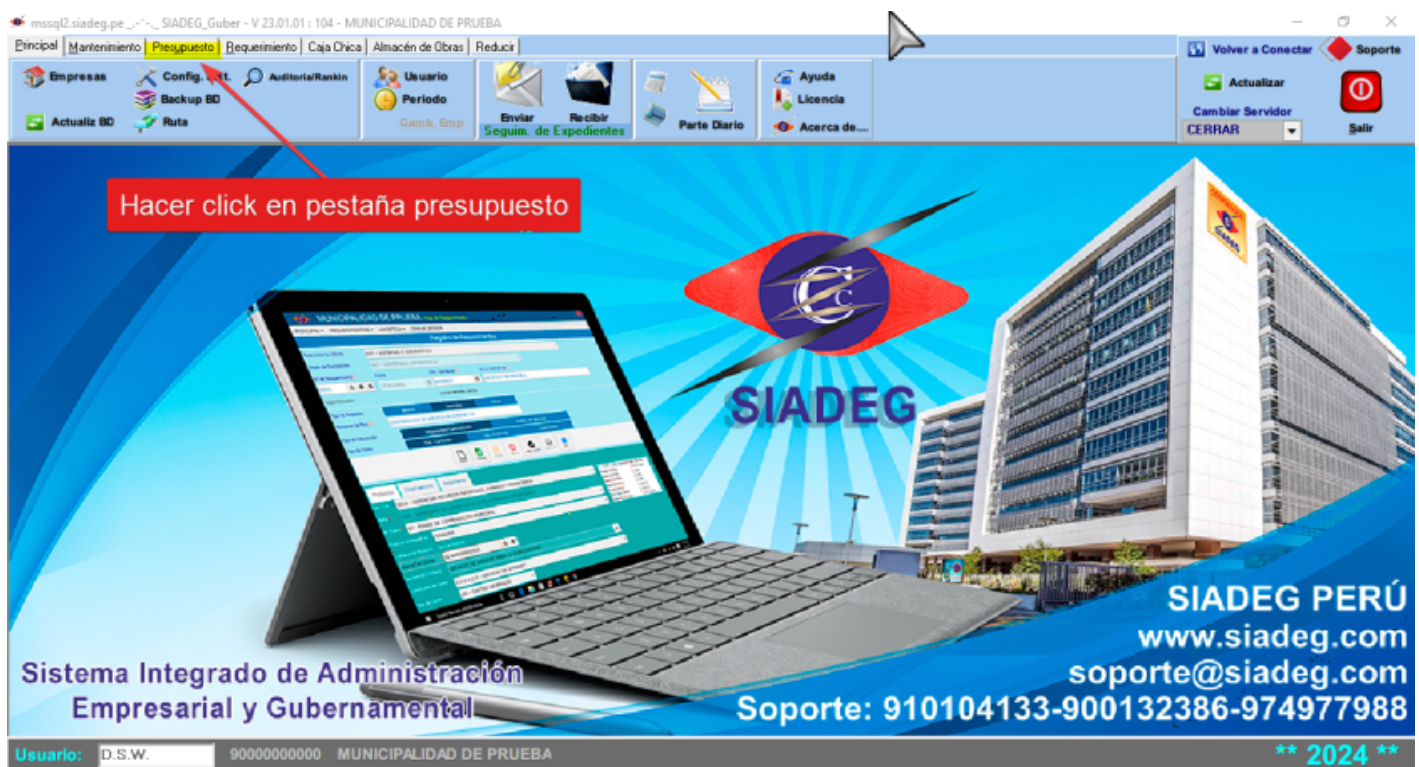 mssql2.siadeg.pe _.-·-._ SIADEG_Guber - V 23.01.01 : 104 - MUNICIPALIDAD DE PRUEBA
Principal Mantenimiento Presupuesto Requerimiento Caja Chica Almacén de Obras Reducir
Volver a Conectar Soporte
Empresas Auditoria/Rankin Usuario Ayuda
Actualizar
Backup BD Periodo Licencia
Cambiar Servidor
Actualiz BD Ruta Camb. Emp Enviar Recibir Parte Diario Acerca de....
Seguim. de Expedientes
CERRAR Salir
Hacer click en pestaña presupuesto
SIADEG
SIADEG
MUNICIPALIDAD DE PRUEBA
SIADEG PERÚ
www.siadeg.com
soporte@siadeg.com
Soporte: 910104133-900132386-974977988
Sistema Integrado de Administración
Empresarial y Gubernamental
Usuario: D.S.W. 90000000000 MUNICIPALIDAD DE PRUEBA ** 2024 **